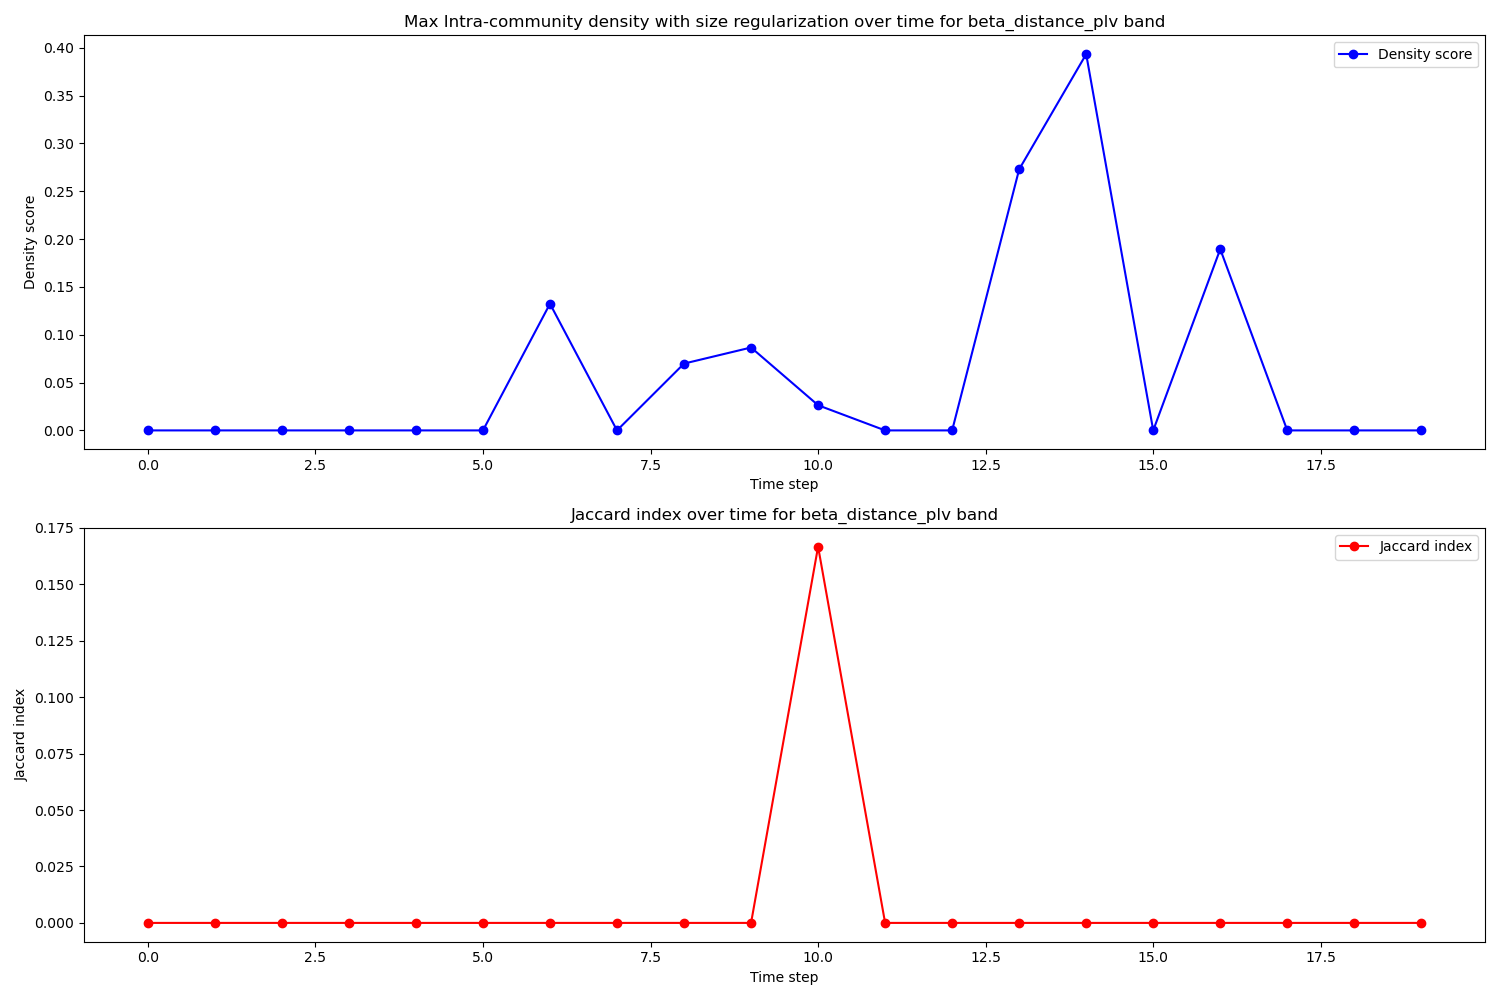 Max Intra-community density with size regularization over time for beta_distance_plv band
Density score
0.40
0.35
0.30
0.25
0.20
0.15
0.10
0.05
0.00
Density score
0.0 2.5 5.0 7.5 10.0 12.5 15.0 17.5
Time step
Jaccard index over time for beta_distance_plv band
Jaccard index
0.175
0.150
0.125
0.100
0.075
0.050
0.025
0.000
Jaccard index
0.0 2.5 5.0 7.5 10.0 12.5 15.0 17.5
Time step